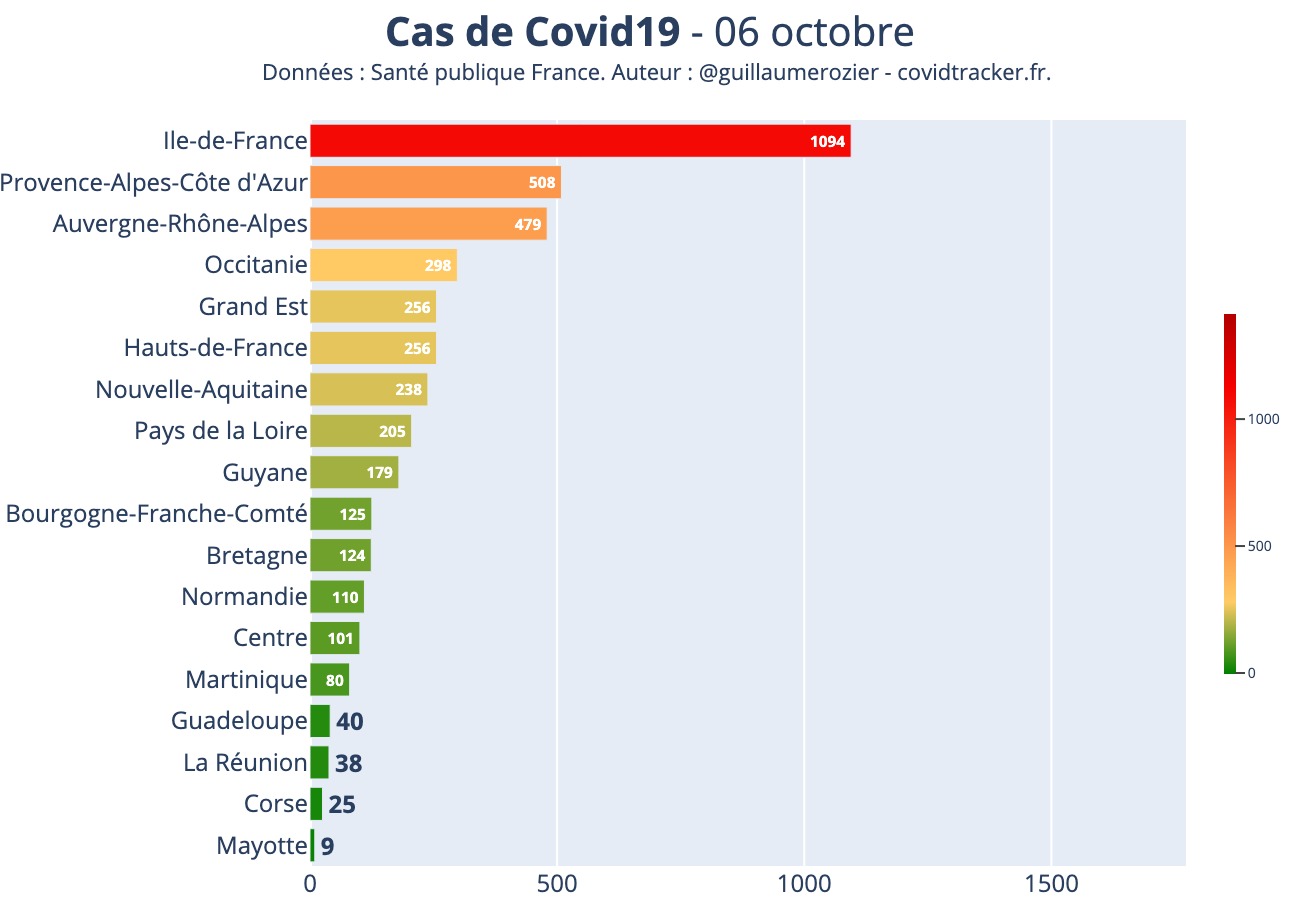 Cas de Covid19 - 06 octobre
Données : Santé publique France. Auteur : @guillaumerozier - covidtracker.fr.
Ile-de-France 1094
Provence-Alpes-Côte d'Azur 508
Auvergne-Rhône-Alpes 479
Occitanie 298
Grand Est 256
Hauts-de-France 256
Nouvelle-Aquitaine 238
Pays de la Loire 205
Guyane 179
Bourgogne-Franche-Comté 125
Bretagne 124
Normandie 110
Centre 101
Martinique 80
Guadeloupe 40
La Réunion 38
Corse 25
Mayotte 9
0 500 1000 1500
1000
500
0